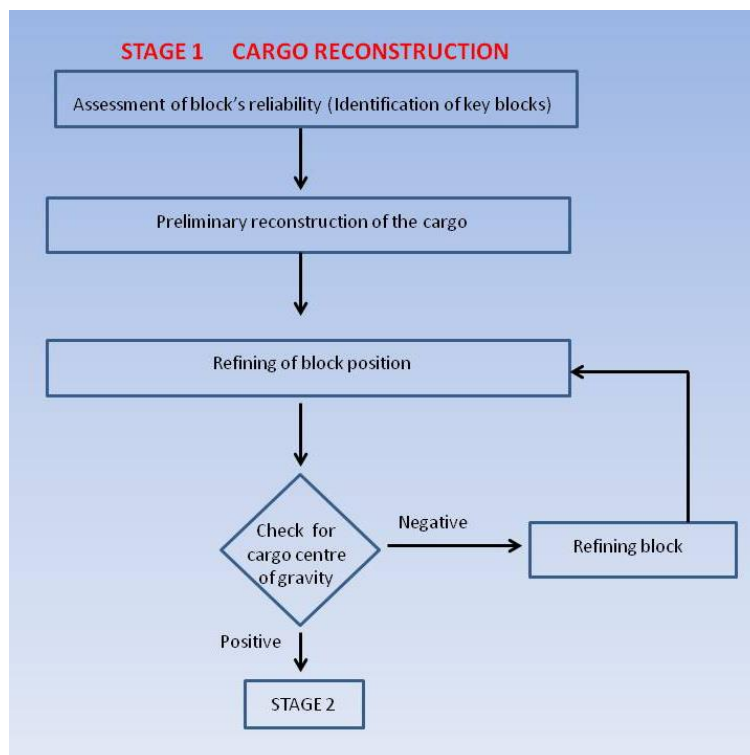 STAGE 1 CARGO RECONSTRUCTION
Assessment of block's reliability (Identification of key blocks)
Preliminary reconstruction of the cargo
Refining of block position
Check for
cargo centre
of gravity
Negative
Refining block
Positive
STAGE 2